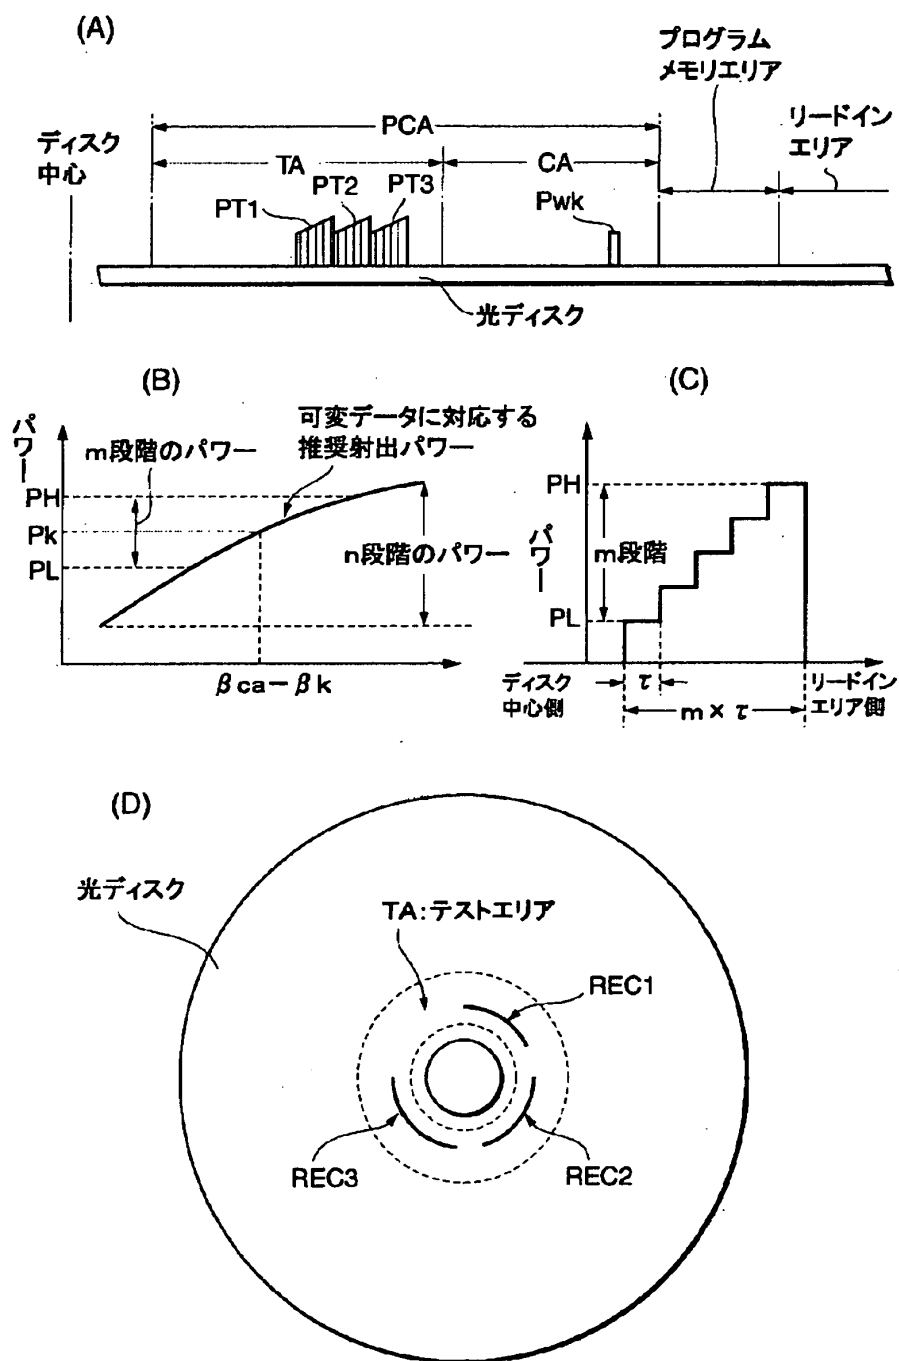 (A)
プログラム
メモリエリア
リードイン
エリア
ディスク
中心
PCA
TA
CA
PT1
PT2
PT3
Pwk
光ディスク
(B)
パワー
m段階のパワー
可変データに対応する
推奨射出パワー
PH
Pk
PL
n段階のパワー
βca−βk
(C)
パワー
PH
m段階
PL
ディスク
中心側
τ
m×τ
リードイン
エリア側
(D)
光ディスク
TA:テストエリア
REC1
REC3
REC2